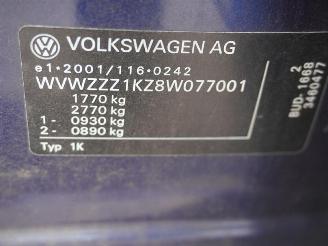 VOLKSWAGEN AG
e1*2001/116*0242
WVWZZZ1KZ8W077001
1770 kg
2770 kg
1- 0930 kg
2- 0890 kg
Typ 1K
2
BUD-1668
3460477